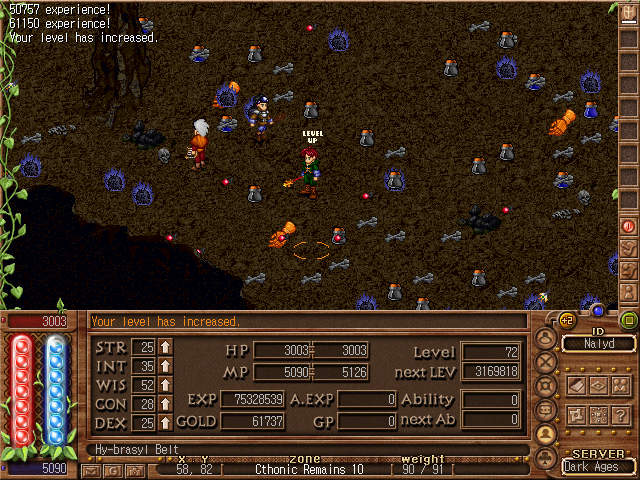 50757 experience!
61150 experience!
Your level has increased.
LEVEL
UP
3003
Your level has increased.
+2
ID
Nalyd
STR 25 HP 3003 3003 Level 72
INT 35 MP 5090 5126 next LEV 3169818
WIS 52
CON 28 EXP 75328539 A.EXP 0 Ability 0
DEX 25 GOLD 61737 GP 0 next Ab 0
Hy-brasyl Belt
x y zone weight
5090 58, 82 Cthonic Remains 10 90 / 91
SERVER
Dark Ages